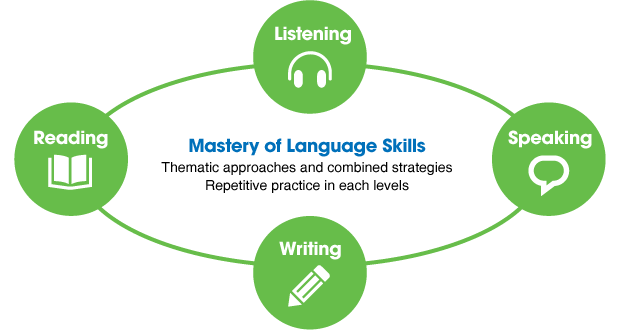 Listening
Reading
Speaking
Mastery of Language Skills
Thematic approaches and combined strategies
Repetitive practice in each levels
Writing